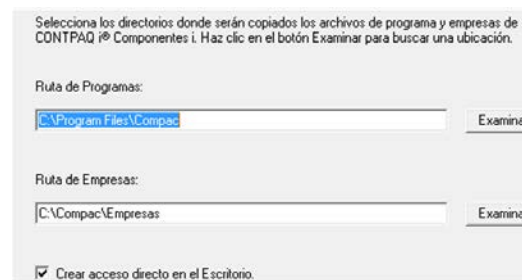 Selecciona los directorios donde serán copiados los archivos de programa y empresas de
CONTPAQ i® Componentes i. Haz clic en el botón Examinar para buscar una ubicación.
Ruta de Programas:
C:\Program Files\Compac
Examina
Ruta de Empresas:
C:\Compac\Empresas
Examina
Crear acceso directo en el Escritorio.